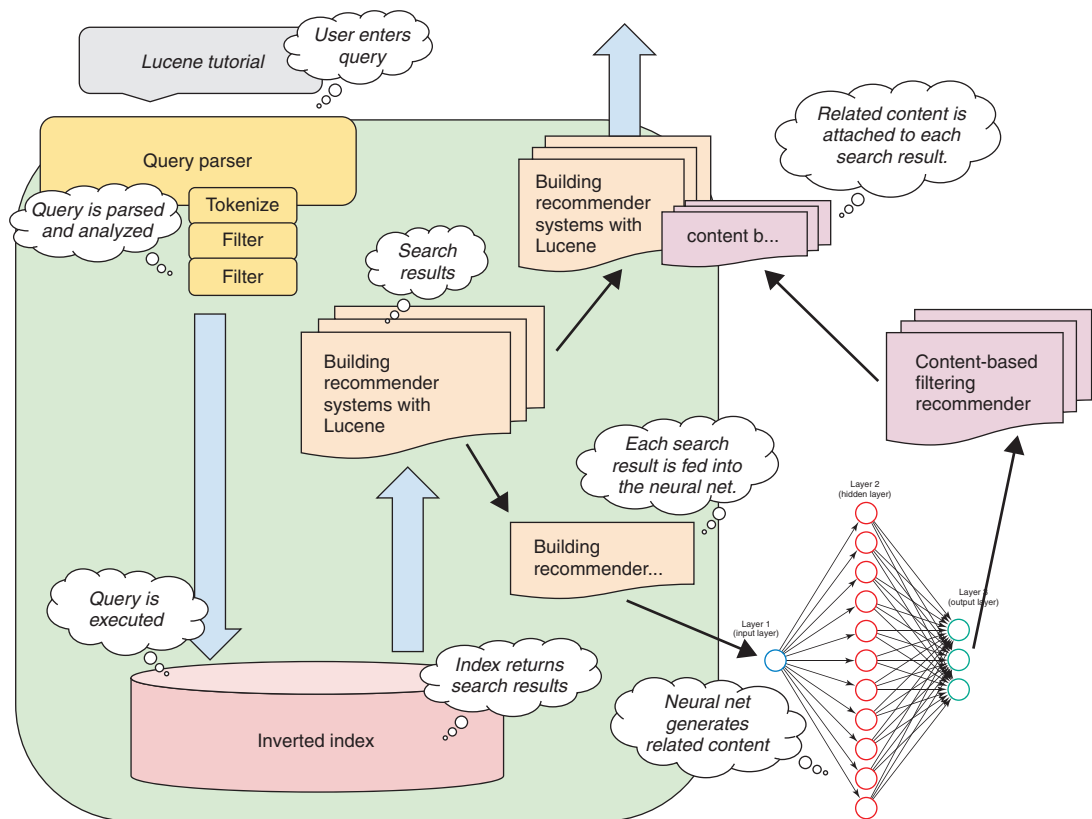 Lucene tutorial
User enters
query
Query parser
Tokenize
Filter
Filter
Query is parsed
and analyzed
Search
results
Building
recommender
systems with
Lucene
Building
recommender
systems with
Lucene
content b...
Related content is
attached to each
search result.
Content-based
filtering
recommender
Each search
result is fed into
the neural net.
Building
recommender...
Layer 1
(input layer)
Layer 2
(hidden layer)
Layer 3
(output layer)
Query is
executed
Index returns
search results
Inverted index
Neural net
generates
related content